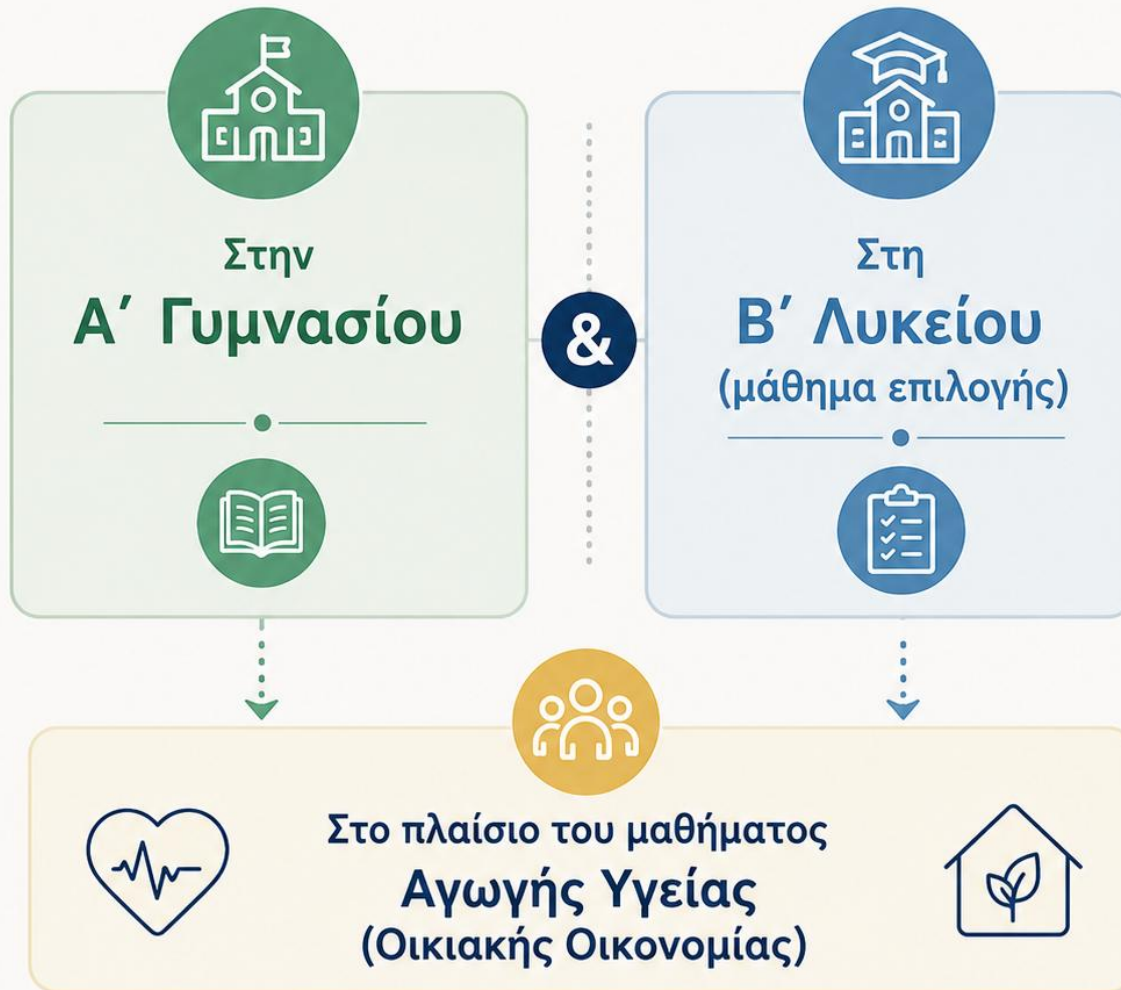 Στην
Α΄ Γυμνασίου
&
Στη
Β΄ Λυκείου
(μάθημα επιλογής)
Στο πλαίσιο του μαθήματος
Αγωγής Υγείας
(Οικιακής Οικονομίας)